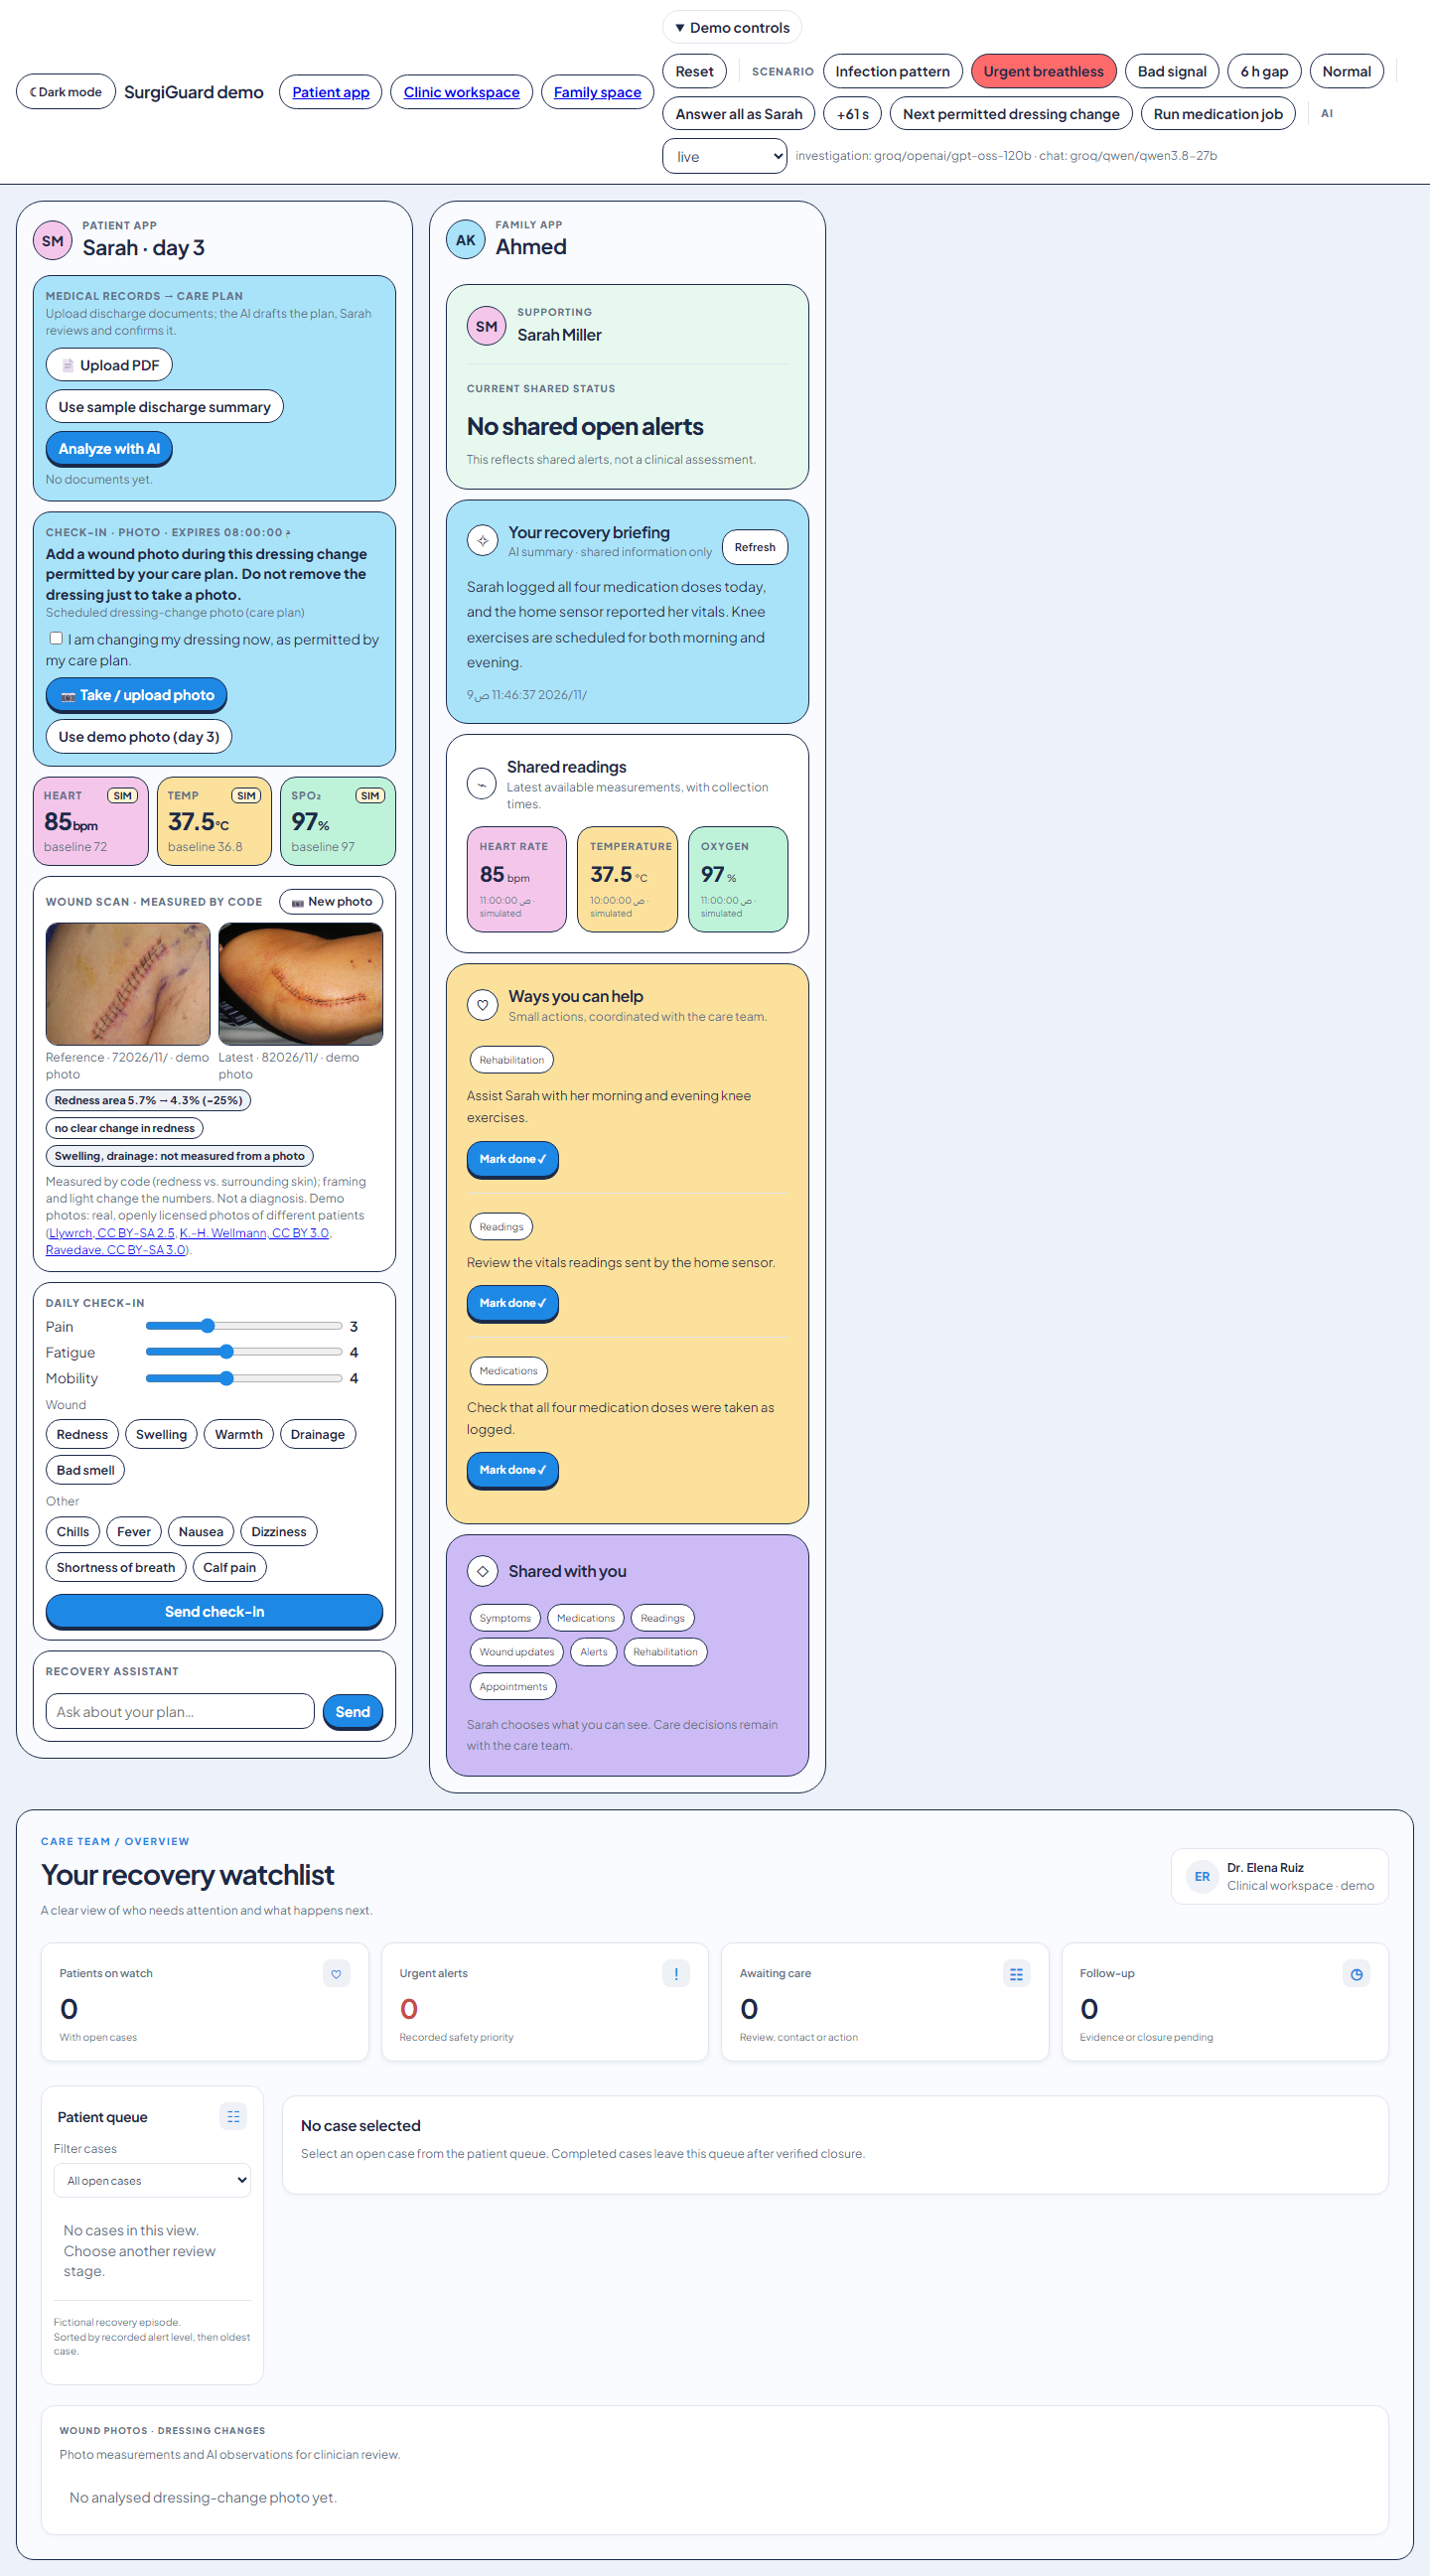 ▼ Demo controls
☾ Dark mode
SurgiGuard demo
Patient app
Clinic workspace
Family space
Reset
SCENARIO
Infection pattern
Urgent breathless
Bad signal
6 h gap
Normal
Answer all as Sarah
+61 s
Next permitted dressing change
Run medication job
AI
live
investigation: groq/openai/gpt-oss-120b · chat: groq/qwen/qwen3.8-27b
SM
PATIENT APP
Sarah · day 3
MEDICAL RECORDS → CARE PLAN
Upload discharge documents; the AI drafts the plan, Sarah
reviews and confirms it.
Upload PDF
Use sample discharge summary
Analyze with AI
No documents yet.
CHECK-IN · PHOTO · EXPIRES 08:00:00 م
Add a wound photo during this dressing change
permitted by your care plan. Do not remove the
dressing just to take a photo.
Scheduled dressing-change photo (care plan)
I am changing my dressing now, as permitted by
my care plan.
Take / upload photo
Use demo photo (day 3)
HEART SIM
85 bpm
baseline 72
TEMP SIM
37.5 °C
baseline 36.8
SPO₂ SIM
97 %
baseline 97
WOUND SCAN · MEASURED BY CODE
New photo
Reference · 72026/11/ · demo
photo
Latest · 82026/11/ · demo
photo
Redness area 5.7% → 4.3% (-25%)
no clear change in redness
Swelling, drainage: not measured from a photo
Measured by code (redness vs. surrounding skin); framing
and light change the numbers. Not a diagnosis. Demo
photos: real, openly licensed photos of different patients
(Llywrch, CC BY-SA 2.5, K.-H. Wellmann, CC BY 3.0,
Ravedave, CC BY-SA 3.0).
DAILY CHECK-IN
Pain 3
Fatigue 4
Mobility 4
Wound
Redness
Swelling
Warmth
Drainage
Bad smell
Other
Chills
Fever
Nausea
Dizziness
Shortness of breath
Calf pain
Send check-in
RECOVERY ASSISTANT
Ask about your plan...
Send
AK
FAMILY APP
Ahmed
SM
SUPPORTING
Sarah Miller
CURRENT SHARED STATUS
No shared open alerts
This reflects shared alerts, not a clinical assessment.
Your recovery briefing
AI summary · shared information only
Refresh
Sarah logged all four medication doses today,
and the home sensor reported her vitals. Knee
exercises are scheduled for both morning and
evening.
9ص 11:46:37 2026/11/
Shared readings
Latest available measurements, with collection
times.
HEART RATE
85 bpm
11:00:00 ص ·
simulated
TEMPERATURE
37.5 °C
10:00:00 ص ·
simulated
OXYGEN
97 %
11:00:00 ص ·
simulated
Ways you can help
Small actions, coordinated with the care team.
Rehabilitation
Assist Sarah with her morning and evening knee
exercises.
Mark done ✓
Readings
Review the vitals readings sent by the home sensor.
Mark done ✓
Medications
Check that all four medication doses were taken as
logged.
Mark done ✓
Shared with you
Symptoms
Medications
Readings
Wound updates
Alerts
Rehabilitation
Appointments
Sarah chooses what you can see. Care decisions remain
with the care team.
CARE TEAM / OVERVIEW
Your recovery watchlist
A clear view of who needs attention and what happens next.
ER
Dr. Elena Ruiz
Clinical workspace · demo
Patients on watch
0
With open cases
Urgent alerts
!
0
Recorded safety priority
Awaiting care
0
Review, contact or action
Follow-up
0
Evidence or closure pending
Patient queue
Filter cases
All open cases
No cases in this view.
Choose another review
stage.
Fictional recovery episode.
Sorted by recorded alert level, then oldest
case.
No case selected
Select an open case from the patient queue. Completed cases leave this queue after verified closure.
WOUND PHOTOS · DRESSING CHANGES
Photo measurements and AI observations for clinician review.
No analysed dressing-change photo yet.